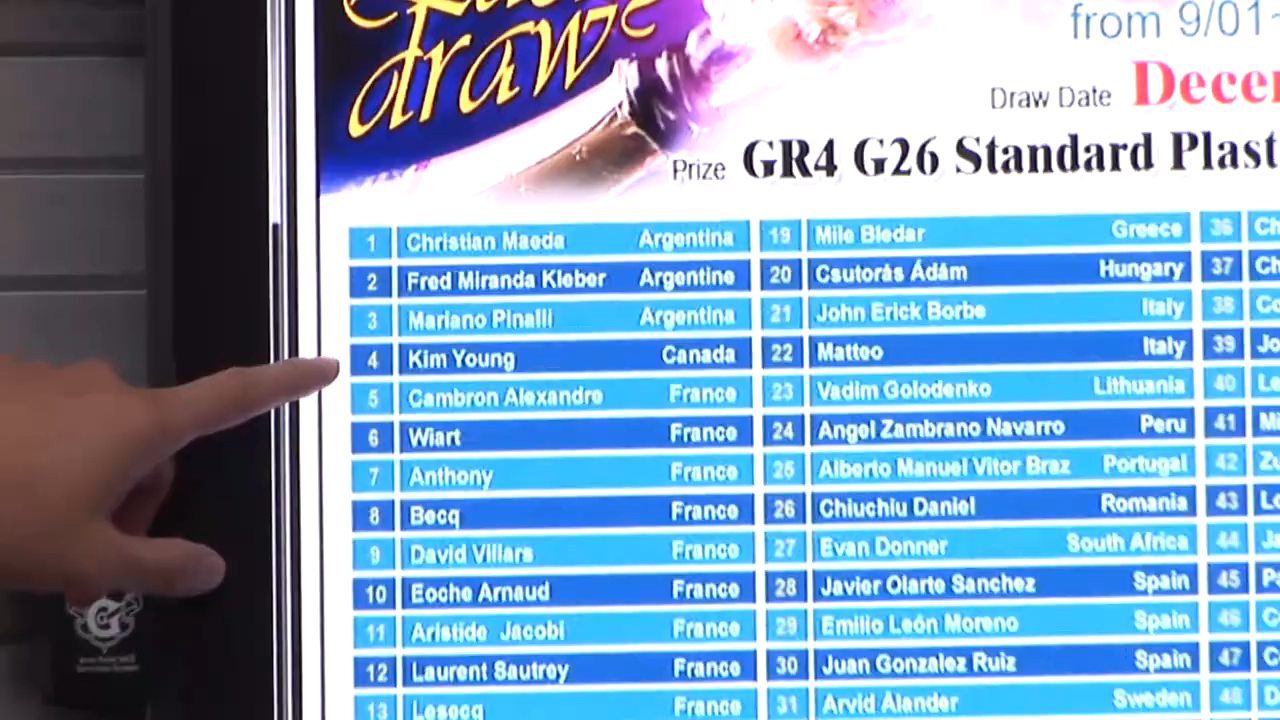 draw
from 9/01~
Draw Date
Prize GR4 G26 Standard
1 Christian Maeda Argentina 19 Mile Bledar Greece 36
2 Fred Miranda Kleber Argentine 20 Csutorás Ádám Hungary 37
3 Mariano Pinalli Argentina 21 John Erick Borbe Italy 38
4 Kim Young Canada 22 Matteo Italy 39
5 Cambron Alexandre France 23 Vadim Golodenko Lithuania 40
6 Wiart France 24 Angel Zambrano Navarro Peru 41
7 Anthony France 25 Alberto Manuel Vitor Braz Portugal 42
8 Becq France 26 Chiuchiu Daniel Romania 43
9 David Villars France 27 Evan Donner South Africa 44
10 Eoche Arnaud France 28 Javier Olarte Sanchez Spain 45
11 Aristide Jacobi France 29 Emilio León Moreno Spain 46
12 Laurent Sautrey France 30 Juan Gonzalez Ruiz Spain 47
13 Lesecq France 31 Arvid Alander Sweden 48